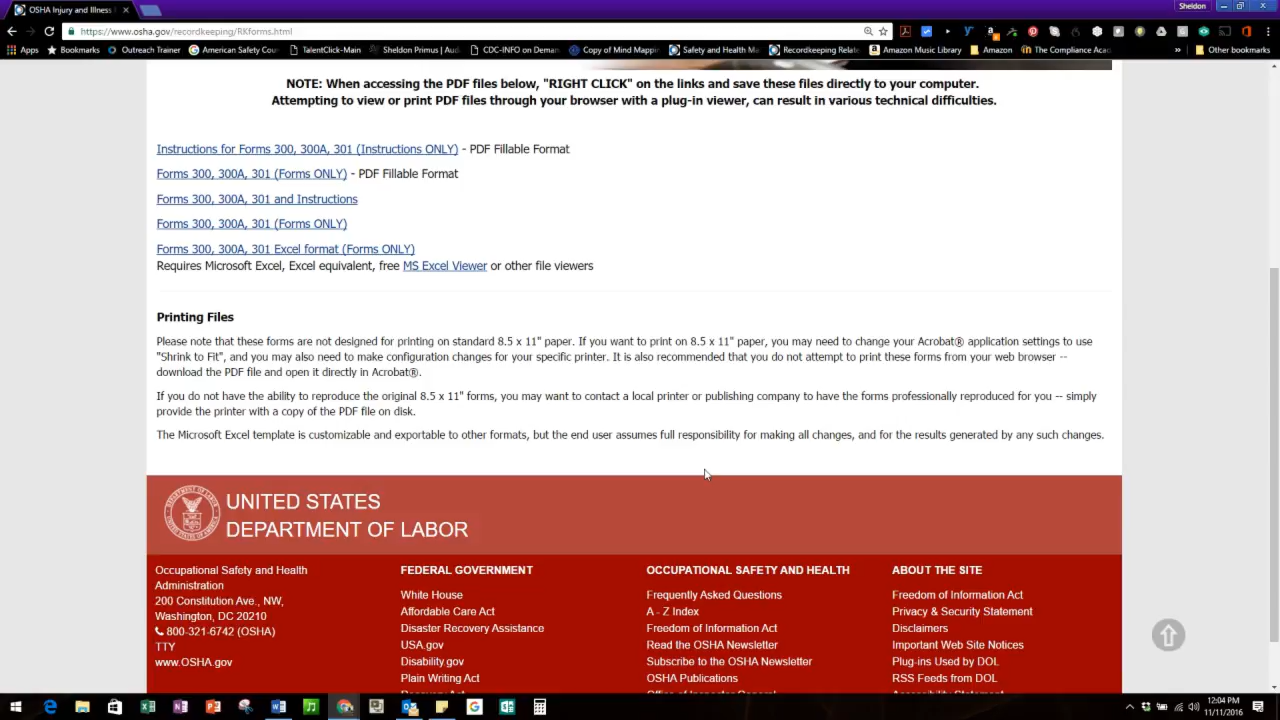 OSHA Injury and Illness
Sheldon
https://www.osha.gov/recordkeeping/RKforms.html
Apps
Bookmarks
Outreach Trainer
American Safety Cou
TalentClick-Main
Sheldon Primus | Aud
CDC-INFO on Deman
Copy of Mind Mappin
Safety and Health Ma
Recordkeeping Relate
Amazon Music Library
Amazon
The Compliance Acad
»
Other bookmarks
NOTE: When accessing the PDF files below, "RIGHT CLICK" on the links and save these files directly to your computer.
Attempting to view or print PDF files through your browser with a plug-in viewer, can result in various technical difficulties.
Instructions for Forms 300, 300A, 301 (Instructions ONLY) - PDF Fillable Format
Forms 300, 300A, 301 (Forms ONLY) - PDF Fillable Format
Forms 300, 300A, 301 and Instructions
Forms 300, 300A, 301 (Forms ONLY)
Forms 300, 300A, 301 Excel format (Forms ONLY)
Requires Microsoft Excel, Excel equivalent, free MS Excel Viewer or other file viewers
Printing Files
Please note that these forms are not designed for printing on standard 8.5 x 11" paper. If you want to print on 8.5 x 11" paper, you may need to change your Acrobat® application settings to use
"Shrink to Fit", and you may also need to make configuration changes for your specific printer. It is also recommended that you do not attempt to print these forms from your web browser --
download the PDF file and open it directly in Acrobat®.
If you do not have the ability to reproduce the original 8.5 x 11" forms, you may want to contact a local printer or publishing company to have the forms professionally reproduced for you -- simply
provide the printer with a copy of the PDF file on disk.
The Microsoft Excel template is customizable and exportable to other formats, but the end user assumes full responsibility for making all changes, and for the results generated by any such changes.
UNITED STATES
DEPARTMENT OF LABOR
Occupational Safety and Health
Administration
200 Constitution Ave., NW,
Washington, DC 20210
800-321-6742 (OSHA)
TTY
www.OSHA.gov
FEDERAL GOVERNMENT
White House
Affordable Care Act
Disaster Recovery Assistance
USA.gov
Disability.gov
Plain Writing Act
Recovery Act
OCCUPATIONAL SAFETY AND HEALTH
Frequently Asked Questions
A - Z Index
Freedom of Information Act
Read the OSHA Newsletter
Subscribe to the OSHA Newsletter
OSHA Publications
Office of Inspector General
ABOUT THE SITE
Freedom of Information Act
Privacy & Security Statement
Disclaimers
Important Web Site Notices
Plug-ins Used by DOL
RSS Feeds from DOL
Accessibility Statement
12:04 PM
11/11/2016